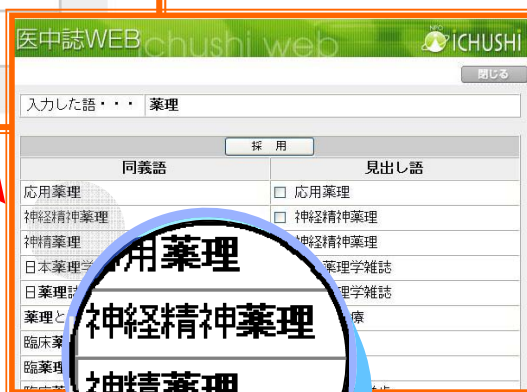 医中誌WEB ichushi web ICHUSHI
閉じる
入力した語・・・ 薬理
採 用
同義語 見出し語
応用薬理 応用薬理
神経精神薬理 神経精神薬理
神精薬理 神経精神薬理
日本薬理学 薬理学雑誌
日薬理誌 理学雑誌
薬理と 療
臨床薬
臨薬理
応用薬理
神経精神薬理
神精薬理